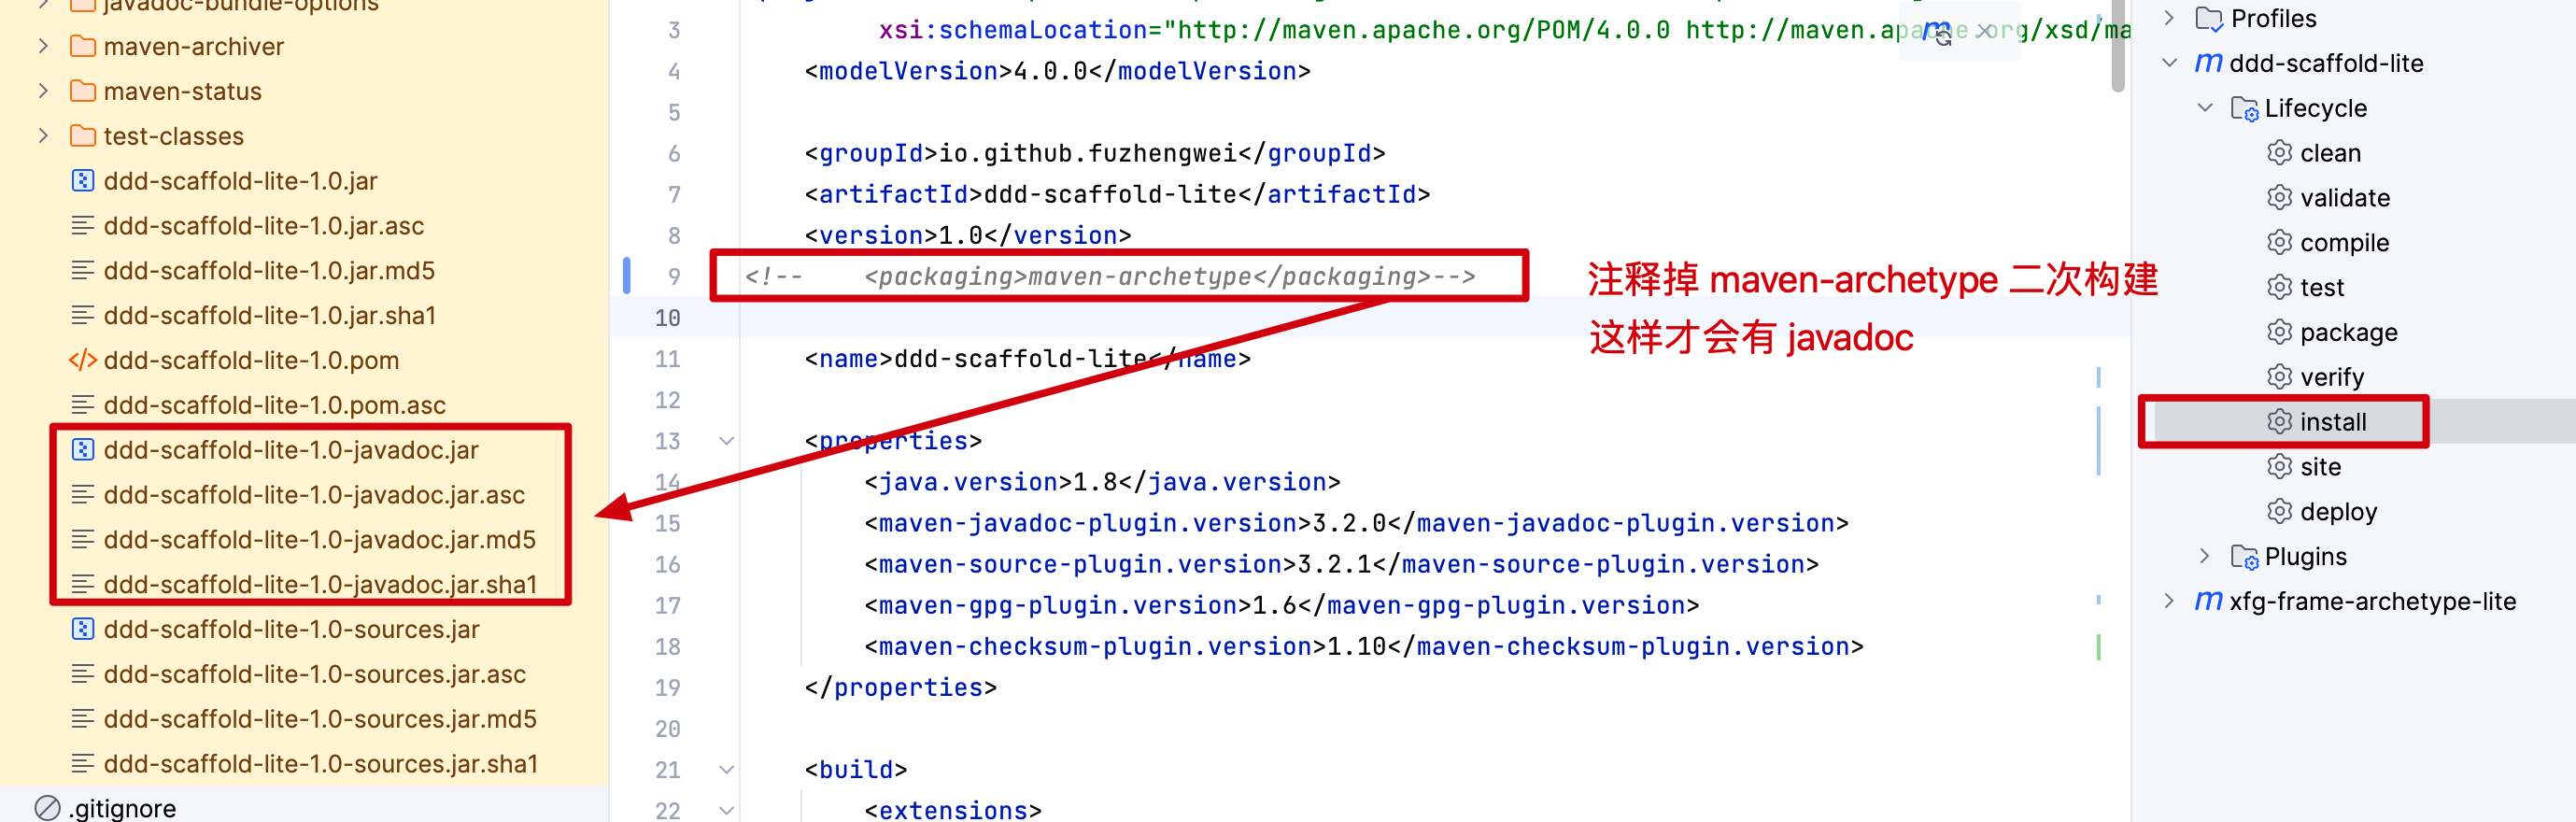 javadoc-bundle-options
maven-archiver
maven-status
test-classes
ddd-scaffold-lite-1.0.jar
ddd-scaffold-lite-1.0.jar.asc
ddd-scaffold-lite-1.0.jar.md5
ddd-scaffold-lite-1.0.jar.sha1
ddd-scaffold-lite-1.0.pom
ddd-scaffold-lite-1.0.pom.asc
ddd-scaffold-lite-1.0-javadoc.jar
ddd-scaffold-lite-1.0-javadoc.jar.asc
ddd-scaffold-lite-1.0-javadoc.jar.md5
ddd-scaffold-lite-1.0-javadoc.jar.sha1
ddd-scaffold-lite-1.0-sources.jar
ddd-scaffold-lite-1.0-sources.jar.asc
ddd-scaffold-lite-1.0-sources.jar.md5
ddd-scaffold-lite-1.0-sources.jar.sha1
.gitignore
3 xsi:schemaLocation="http://maven.apache.org/POM/4.0.0 http://maven.apache.org/xsd/ma
4 <modelVersion>4.0.0</modelVersion>
5
6 <groupId>io.github.fuzhengwei</groupId>
7 <artifactId>ddd-scaffold-lite</artifactId>
8 <version>1.0</version>
9 <!-- <packaging>maven-archetype</packaging>-->
10
11 <name>ddd-scaffold-lite</name>
12
13 <properties>
14 <java.version>1.8</java.version>
15 <maven-javadoc-plugin.version>3.2.0</maven-javadoc-plugin.version>
16 <maven-source-plugin.version>3.2.1</maven-source-plugin.version>
17 <maven-gpg-plugin.version>1.6</maven-gpg-plugin.version>
18 <maven-checksum-plugin.version>1.10</maven-checksum-plugin.version>
19 </properties>
20
21 <build>
22 <extensions>
注释掉 maven-archetype 二次构建
这样才会有 javadoc
Profiles
m ddd-scaffold-lite
Lifecycle
clean
validate
compile
test
package
verify
install
site
deploy
Plugins
m xfg-frame-archetype-lite